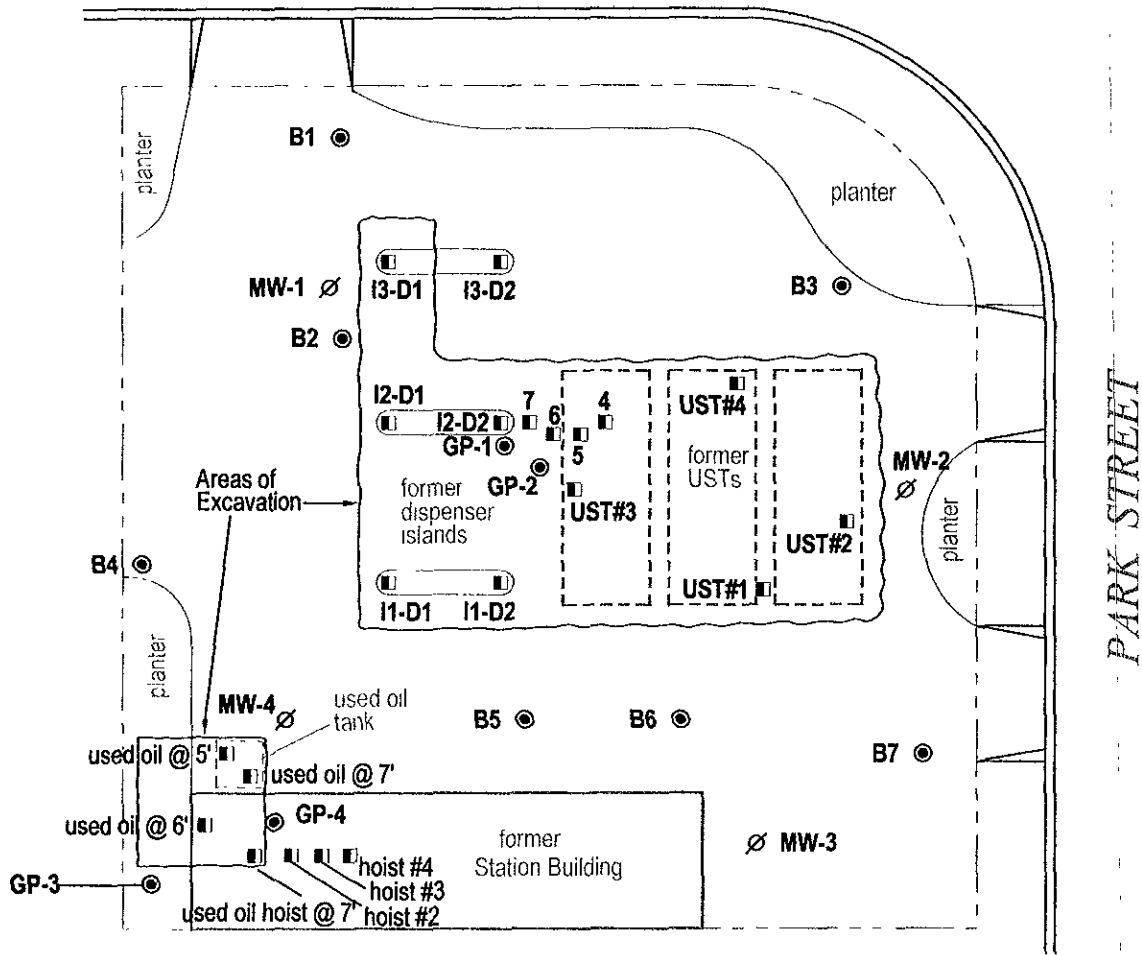 B1
planter
planter
MW-1
I3-D1
I3-D2
B3
B2
I2-D1
7
UST#4
I2-D2
6
4
GP-1
5
GP-2
former
USTs
MW-2
Areas of
Excavation
former
dispenser
islands
UST#3
UST#2
planter
PARK STREET
B4
UST#1
I1-D1
I1-D2
planter
MW-4
used oil
tank
B5
B6
B7
used oil @ 5'
used oil @ 7'
used oil @ 6'
GP-4
former
Station Building
MW-3
hoist #4
hoist #3
hoist #2
GP-3
used oil hoist @ 7'